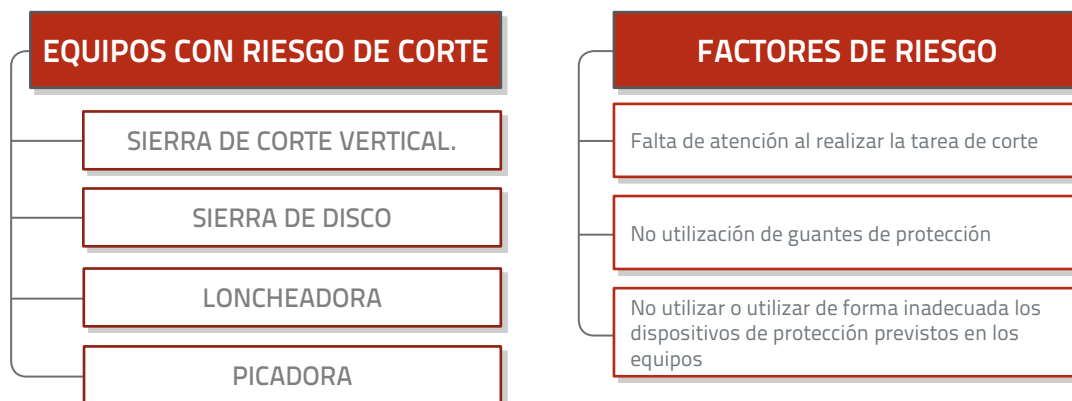 EQUIPOS CON RIESGO DE CORTE
SIERRA DE CORTE VERTICAL.
SIERRA DE DISCO
LONCHEADORA
PICADORA
FACTORES DE RIESGO
Falta de atención al realizar la tarea de corte
No utilización de guantes de protección
No utilizar o utilizar de forma inadecuada los
dispositivos de protección previstos en los
equipos